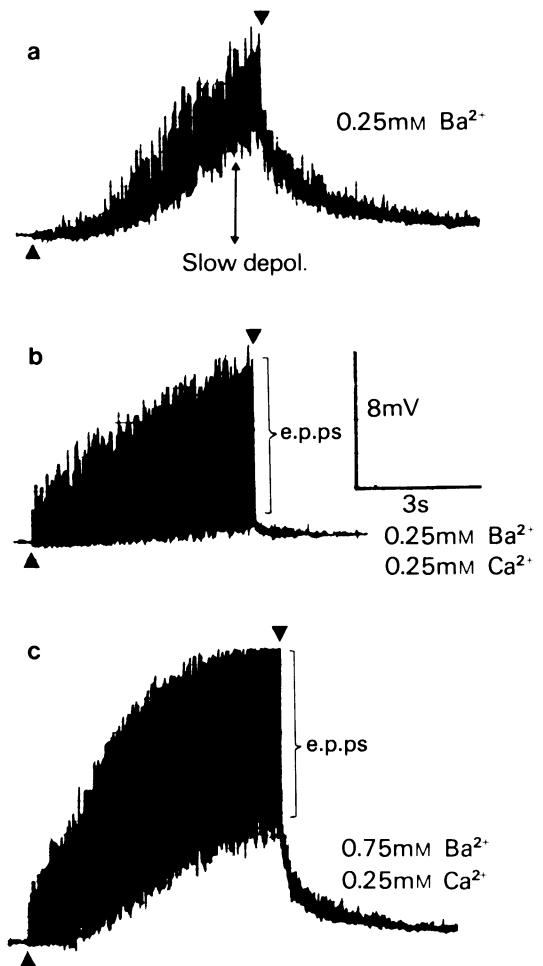 a
0.25mM Ba²⁺
Slow depol.
b
8mV
e.p.ps
3s
0.25mM Ba²⁺
0.25mM Ca²⁺
c
e.p.ps
0.75mM Ba²⁺
0.25mM Ca²⁺